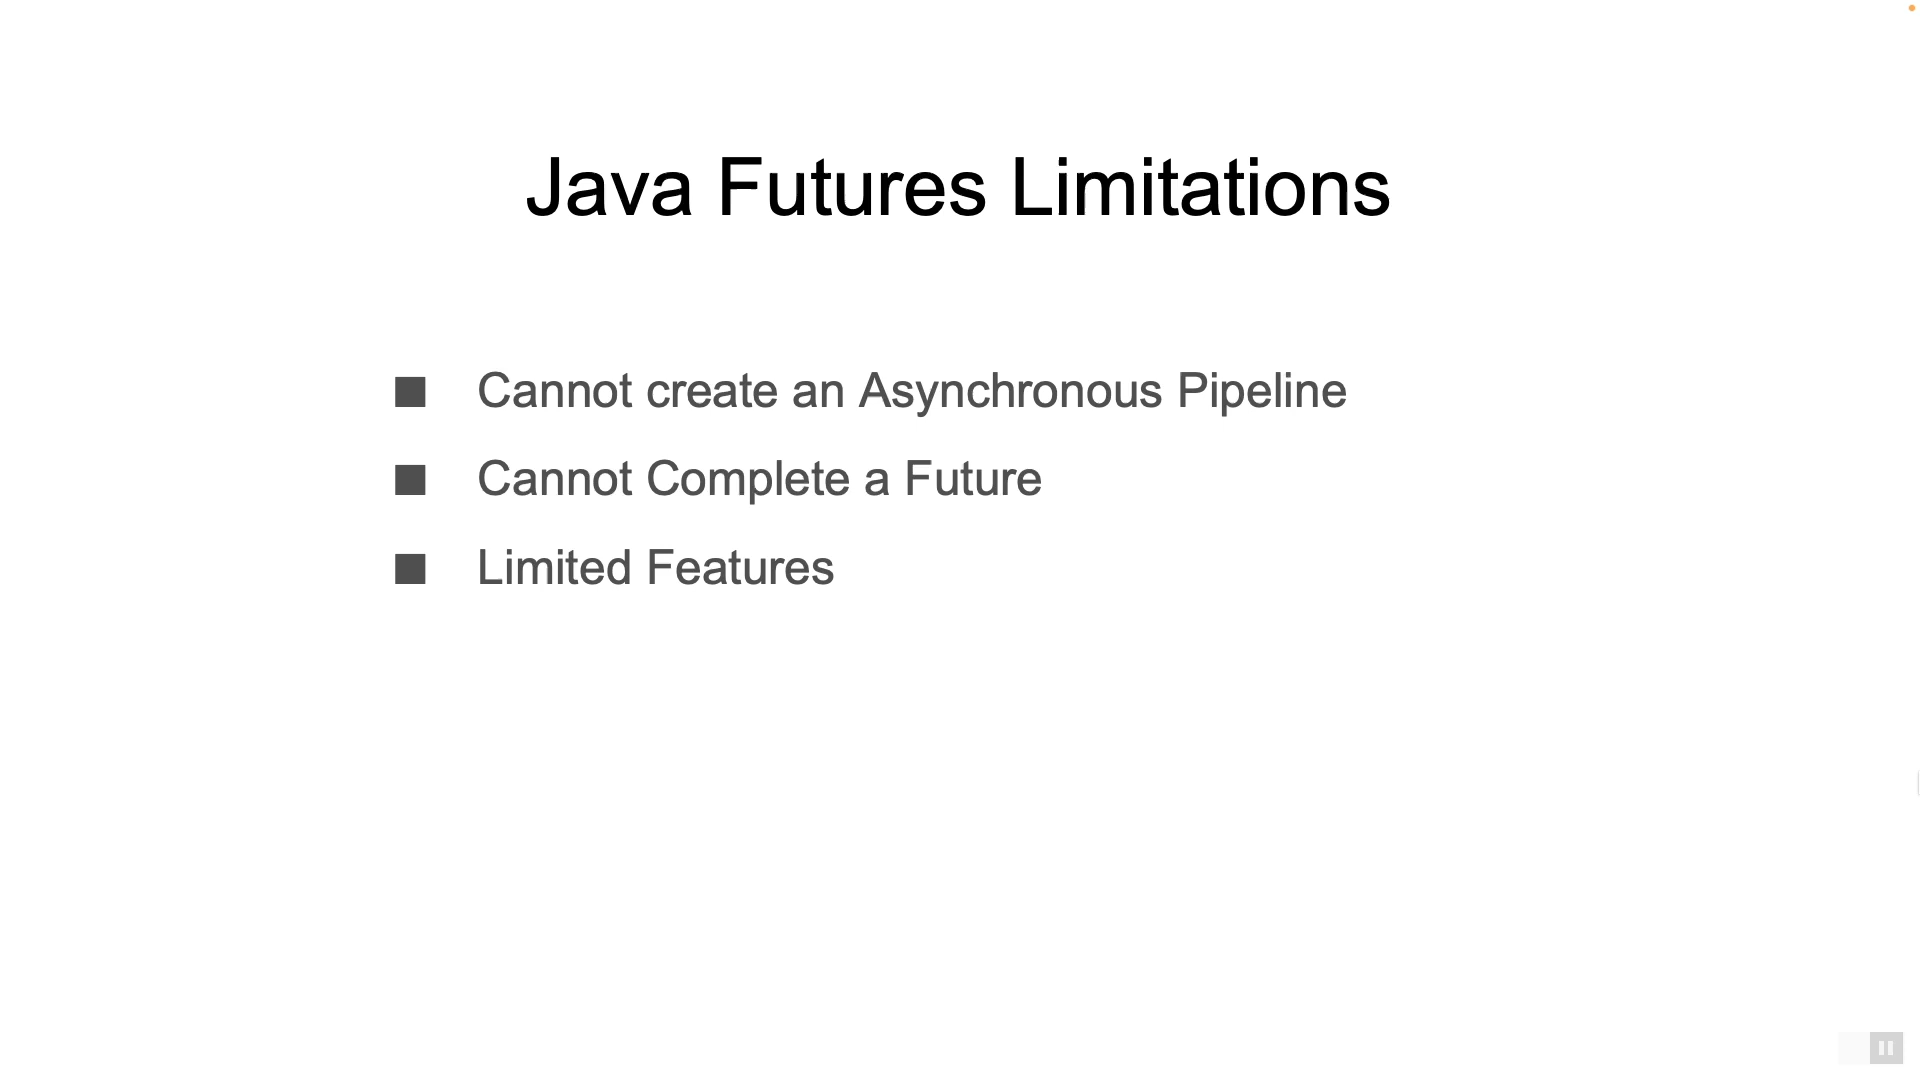 Java Futures Limitations
■ Cannot create an Asynchronous Pipeline
■ Cannot Complete a Future
■ Limited Features